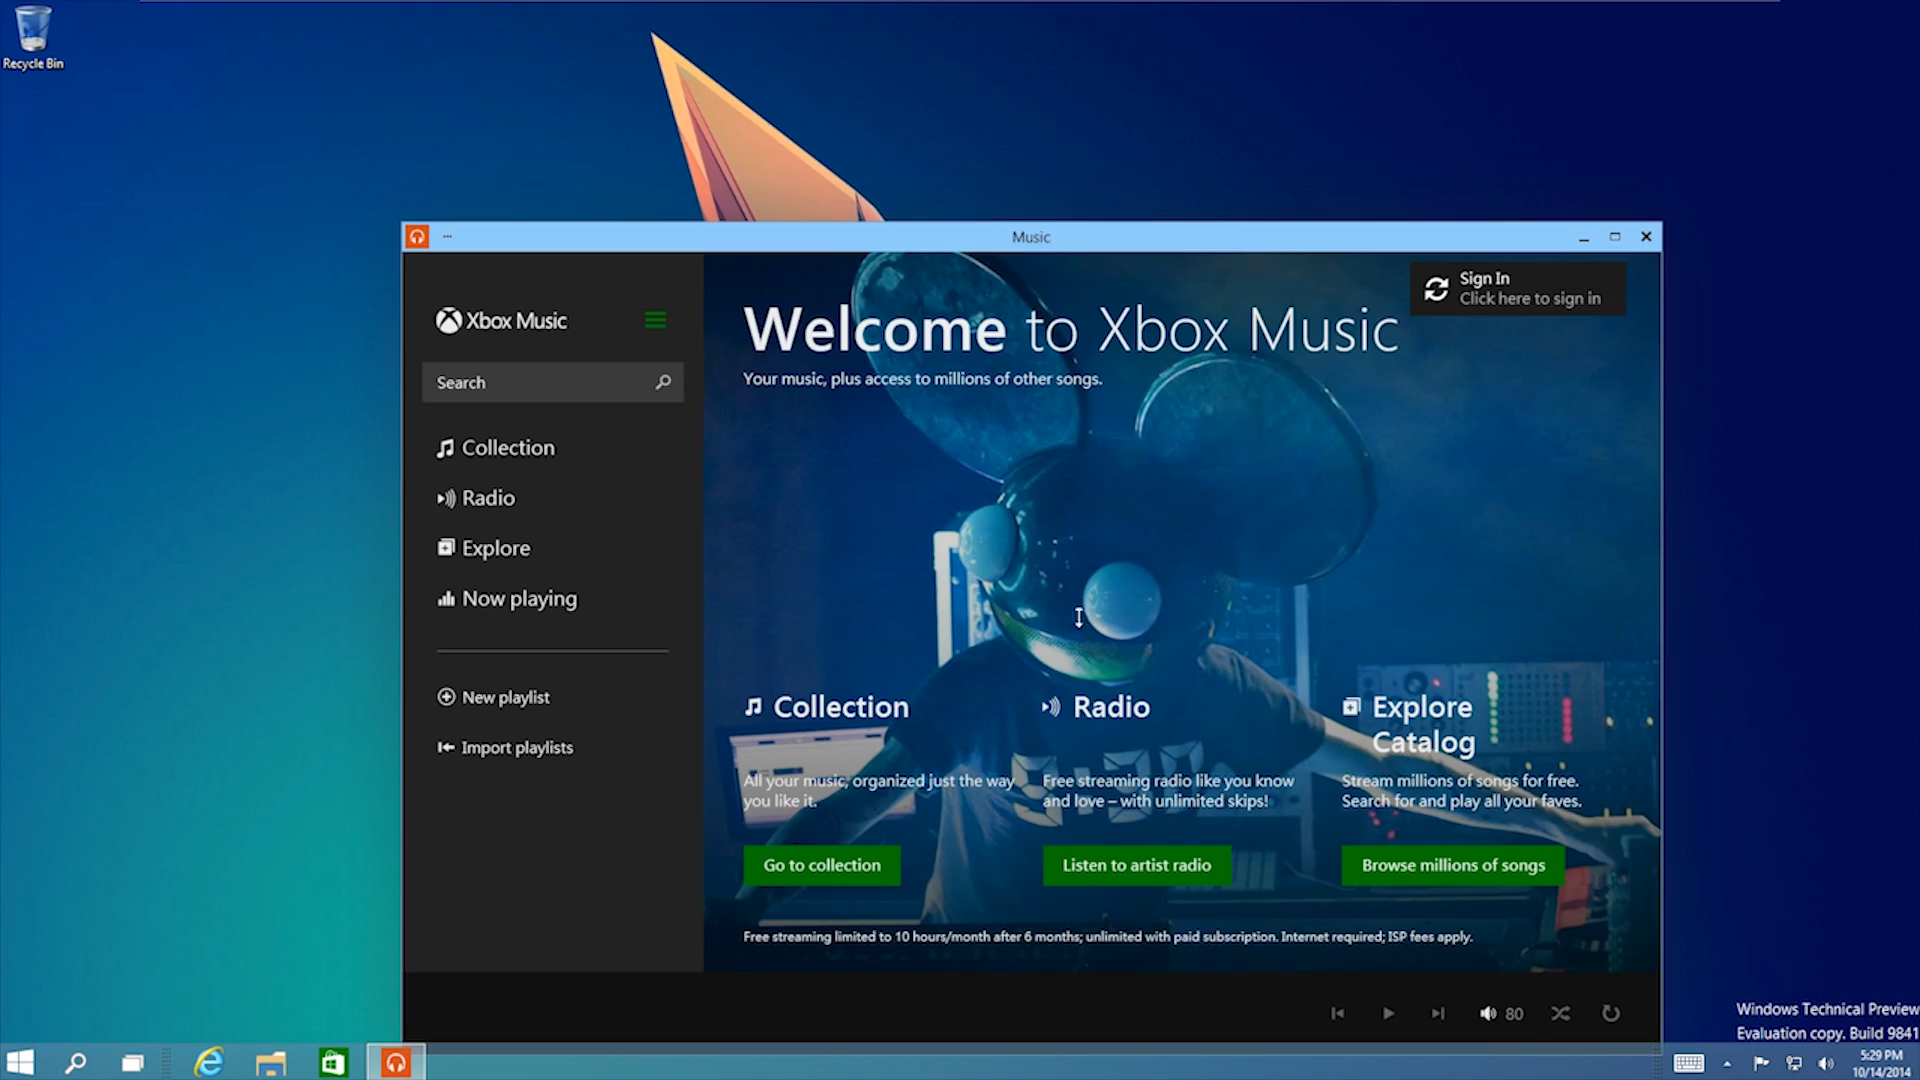 Recycle Bin
Music
Xbox Music
Search
Collection
Radio
Explore
Now playing
New playlist
Import playlists
Sign In
Click here to sign in
Welcome to Xbox Music
Your music, plus access to millions of other songs.
Collection
All your music, organized just the way
you like it.
Go to collection
Radio
Free streaming radio like you know
and love – with unlimited skips!
Listen to artist radio
Explore
Catalog
Stream millions of songs for free.
Search for and play all your faves.
Browse millions of songs
Free streaming limited to 10 hours/month after 6 months; unlimited with paid subscription. Internet required; ISP fees apply.
80
Windows Technical Preview
Evaluation copy. Build 9841
5:29 PM
10/14/2014